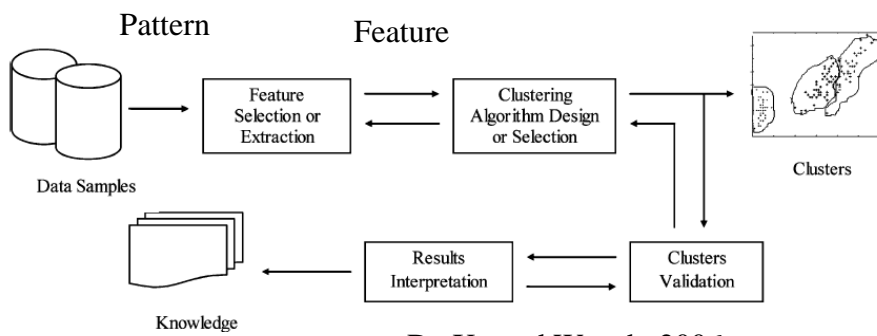 Pattern
Feature
Feature
Selection or
Extraction
Clustering
Algorithm Design
or Selection
Data Samples
Clusters
Results
Interpretation
Clusters
Validation
Knowledge